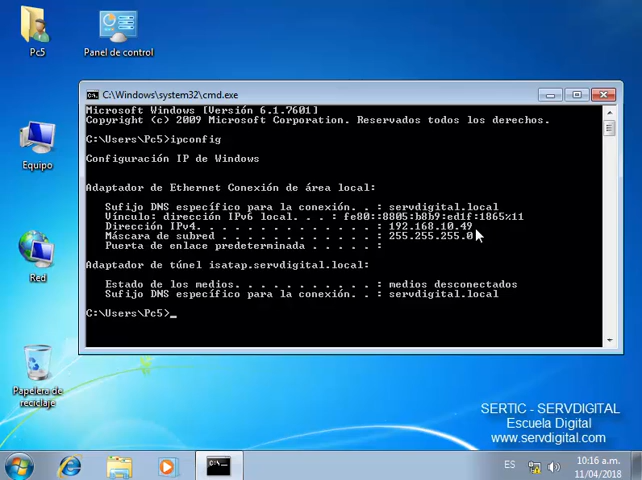 Pc5
Panel de control
C:\Windows\system32\cmd.exe
Microsoft Windows [Versión 6.1.7601]
Copyright (c) 2009 Microsoft Corporation. Reservados todos los derechos.
C:\Users\Pc5>ipconfig
Configuración IP de Windows
Adaptador de Ethernet Conexión de área local:
Sufijo DNS específico para la conexión. . : servdigital.local
Vínculo: dirección IPv6 local. . . : fe80::8805:b8b9:ed1f:1865%11
Dirección IPv4. . . . . . . . . . . . . . : 192.168.10.49
Máscara de subred . . . . . . . . . . . . : 255.255.255.0
Puerta de enlace predeterminada . . . . . :
Adaptador de túnel isatap.servdigital.local:
Estado de los medios. . . . . . . . . . . : medios desconectados
Sufijo DNS específico para la conexión. . : servdigital.local
C:\Users\Pc5>_
Equipo
Red
Papelera de
reciclaje
SERTIC - SERVDIGITAL
Escuela Digital
www.servdigital.com
C:\_
ES
10:16 a.m.
11/04/2018